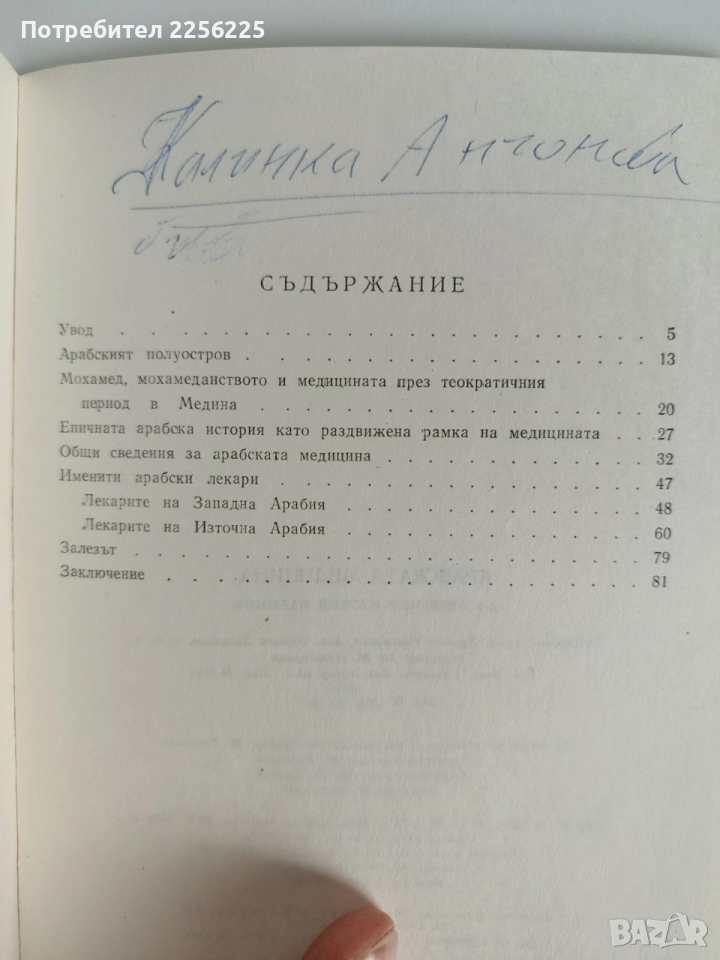 Потребител 2256225
Калинка Антонова
СЪДЪРЖАНИЕ
Увод . . . . . . . . . . . . . . . . . . . . 5
Арабският полуостров . . . . . . . . . . . . . . . 13
Мохамед, мохамеданството и медицината през теократичния
период в Медина . . . . . . . . . . . . . . . 20
Епичната арабска история като раздвижена рамка на медицината . . 27
Общи сведения за арабската медицина . . . . . . . . . . 32
Именити арабски лекари . . . . . . . . . . . . . . 47
Лекарите на Западна Арабия . . . . . . . . . . . . 48
Лекарите на Източна Арабия . . . . . . . . . . . . 60
Залезът . . . . . . . . . . . . . . . . . . . 79
Заключение . . . . . . . . . . . . . . . . . . 81
BAZAR